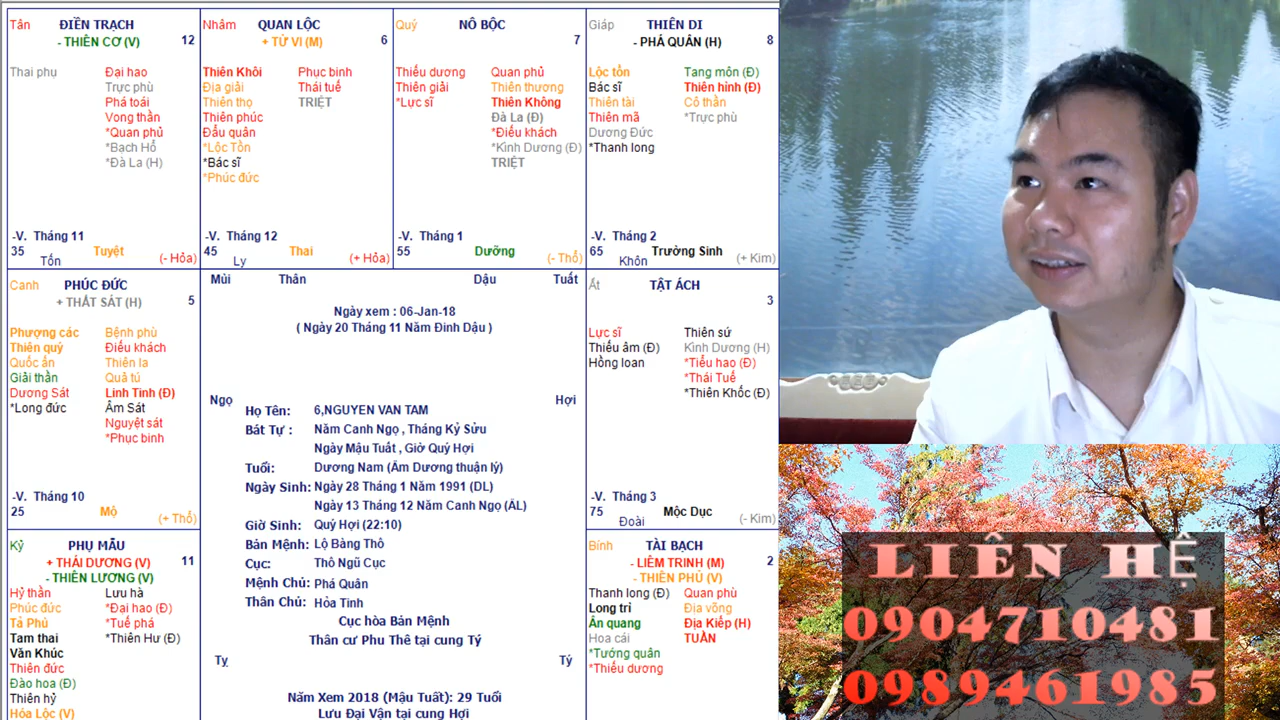 Tân ĐIỀN TRẠCH
- THIÊN CƠ (V) 12
Thai phụ Đại hao
Trực phù
Phá toái
Vong thần
*Quan phủ
*Bạch Hổ
*Đà La (H)
-V. Tháng 11
35 Tuyệt (- Hỏa)
Tốn
Nhâm QUAN LỘC
+ TỬ VI (M) 6
Thiên Khôi Phục binh
Địa giải Thái tuế
Thiên thọ TRIỆT
Thiên phúc
Đẩu quân
*Lộc Tồn
*Bác sĩ
*Phúc đức
-V. Tháng 12
45 Thai (+ Hỏa)
Ly
Quý NÔ BỘC
7
Thiếu dương Quan phủ
Thiên giải Thiên thương
*Lực sĩ Thiên Không
Đà La (Đ)
*Điếu khách
*Kình Dương (Đ)
TRIỆT
-V. Tháng 1
55 Dưỡng (- Thổ)
Giáp THIÊN DI
- PHÁ QUÂN (H) 8
Lộc tồn Tang môn (Đ)
Bác sĩ Thiên hình (Đ)
Thiên tài Cô thần
Thiên mã *Trực phù
Dương Đức
*Thanh long
-V. Tháng 2
65 Trường Sinh (+ Kim)
Khôn
Canh PHÚC ĐỨC
+ THẤT SÁT (H) 5
Phượng các Bệnh phù
Thiên quý Điếu khách
Quốc ấn Thiên la
Giải thần Quả tú
Dương Sát Linh Tinh (Đ)
*Long đức Âm Sát
Nguyệt sát
*Phục binh
-V. Tháng 10
25 Mộ (+ Thổ)
Mùi Thân Dậu Tuất
Ngày xem : 06-Jan-18
( Ngày 20 Tháng 11 Năm Đinh Dậu )
Ngọ Hợi
Họ Tên: 6,NGUYEN VAN TAM
Bát Tự : Năm Canh Ngọ , Tháng Kỷ Sửu
Ngày Mậu Tuất , Giờ Quý Hợi
Tuổi: Dương Nam (Âm Dương thuận lý)
Ngày Sinh: Ngày 28 Tháng 1 Năm 1991 (DL)
Ngày 13 Tháng 12 Năm Canh Ngọ (ÂL)
Giờ Sinh: Quý Hợi (22:10)
Bản Mệnh: Lộ Bàng Thổ
Cục: Thổ Ngũ Cục
Mệnh Chủ: Phá Quân
Thân Chủ: Hỏa Tinh
Cục hòa Bản Mệnh
Thân cư Phu Thê tại cung Tý
Tỵ Tý
Năm Xem 2018 (Mậu Tuất): 29 Tuổi
Lưu Đại Vận tại cung Hợi
Ất TẬT ÁCH
3
Lực sĩ Thiên sứ
Thiếu âm (Đ) Kình Dương (H)
Hồng loan *Tiểu hao (Đ)
*Thái Tuế
*Thiên Khốc (Đ)
-V. Tháng 3
75 Mộc Dục (- Kim)
Đoài
Kỷ PHỤ MẪU
+ THÁI DƯƠNG (V) 11
- THIÊN LƯƠNG (V)
Hỷ thần Lưu hà
Phúc đức *Đại hao (Đ)
Tả Phù *Tuế phá
Tam thai *Thiên Hư (Đ)
Văn Khúc
Thiên đức
Đào hoa (Đ)
Thiên hỷ
Hóa Lộc (V)
Bính TÀI BẠCH
- LIÊM TRINH (M) 2
- THIÊN PHỦ (V)
Thanh long (Đ) Quan phù
Long trì Địa võng
Ân quang Địa Kiếp (H)
Hoa cái TUẦN
*Tướng quân
*Thiếu dương
LIÊN HỆ
0904710481
0989461985